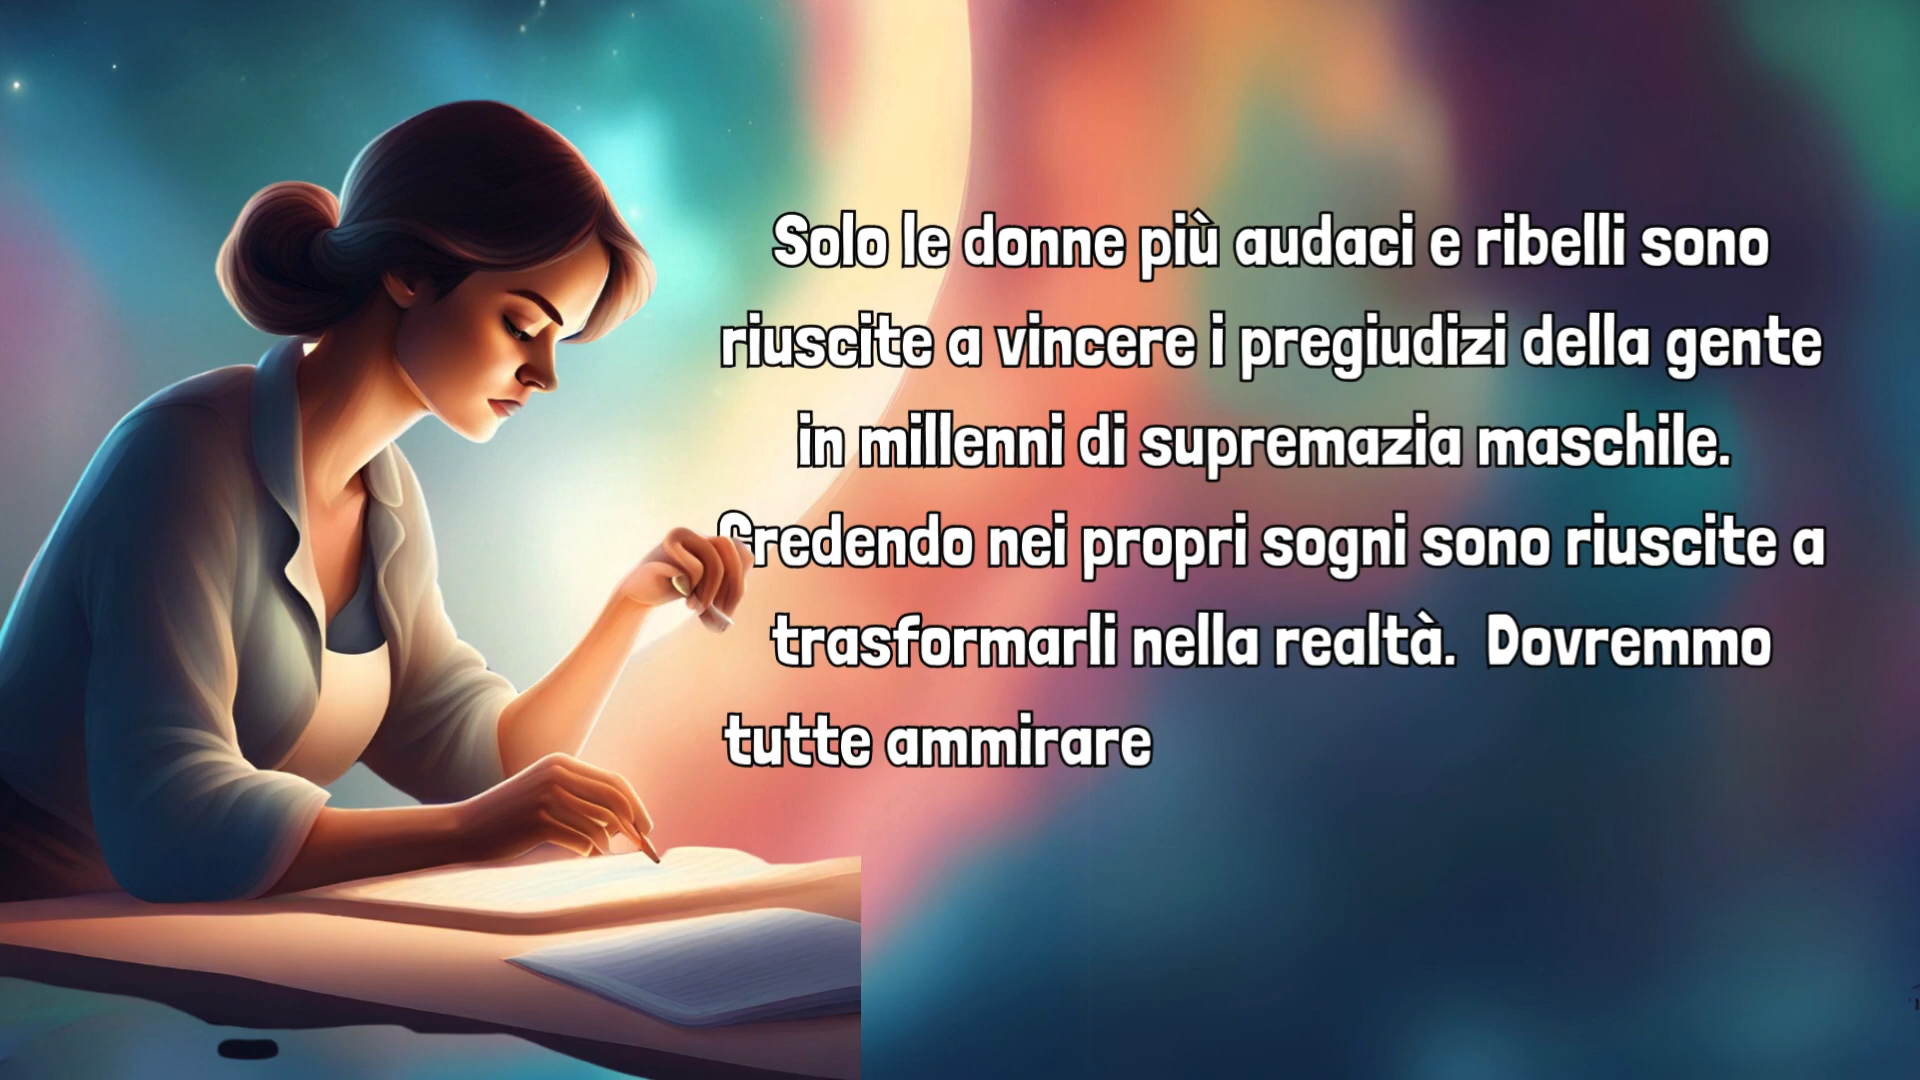 Solo le donne più audaci e ribelli sono
riuscite a vincere i pregiudizi della gente
in millenni di supremazia maschile.
Credendo nei propri sogni sono riuscite a
trasformarli nella realtà. Dovremmo
tutte ammirare